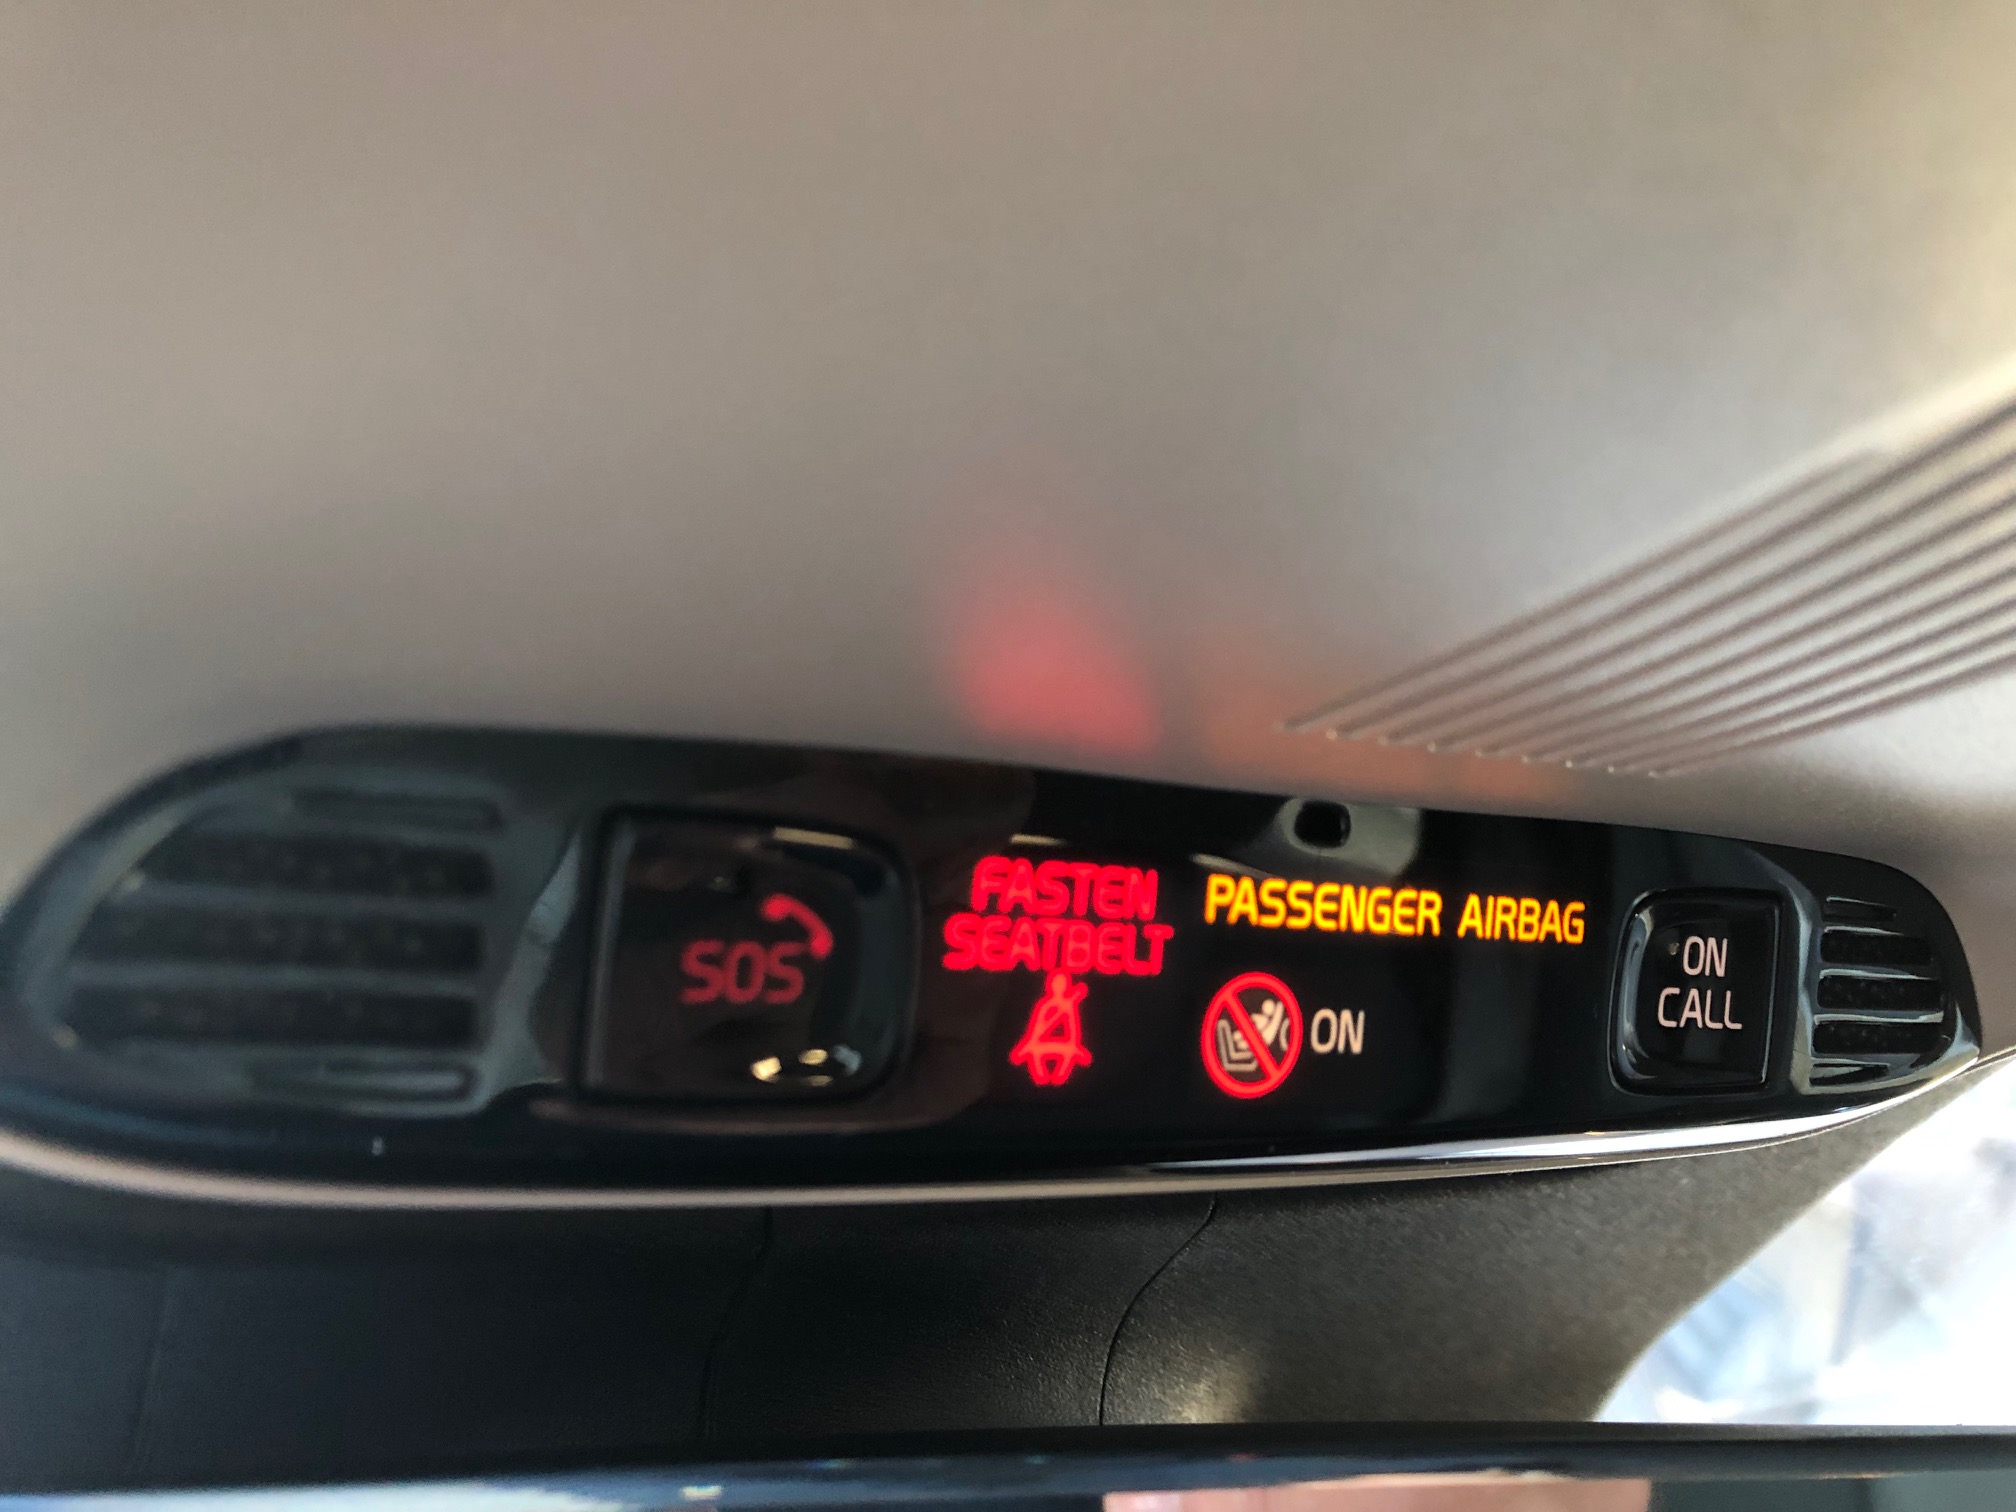 SOS
FASTEN
SEATBELT
PASSENGER AIRBAG
ON
ON
CALL